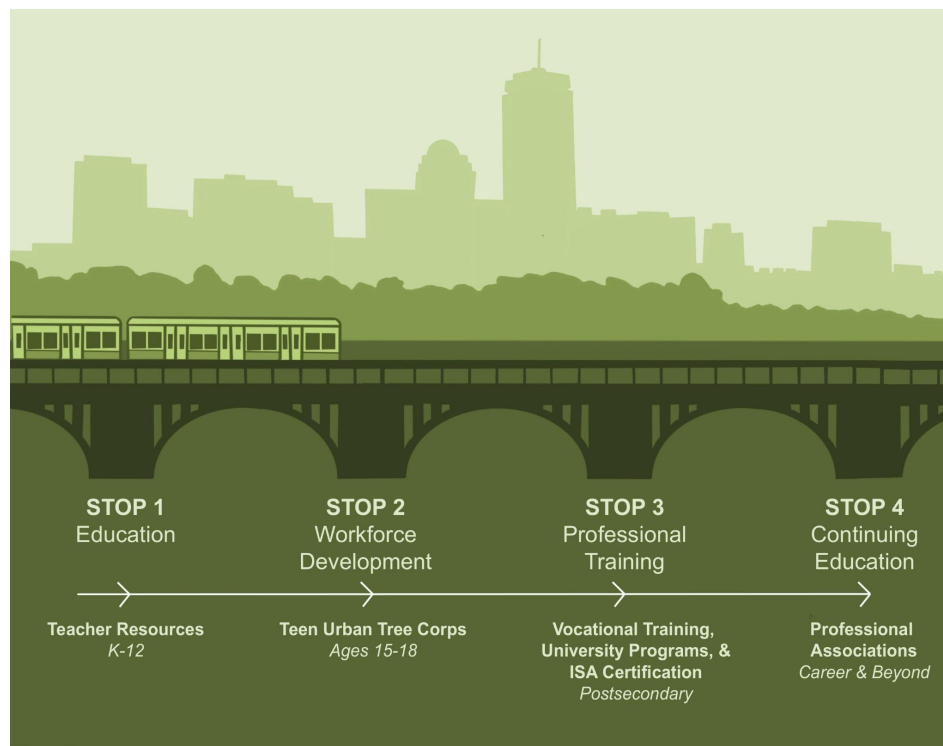 STOP 1
Education
Teacher Resources
K-12
STOP 2
Workforce
Development
Teen Urban Tree Corps
Ages 15-18
STOP 3
Professional
Training
Vocational Training,
University Programs, &
ISA Certification
Postsecondary
STOP 4
Continuing
Education
Professional
Associations
Career & Beyond